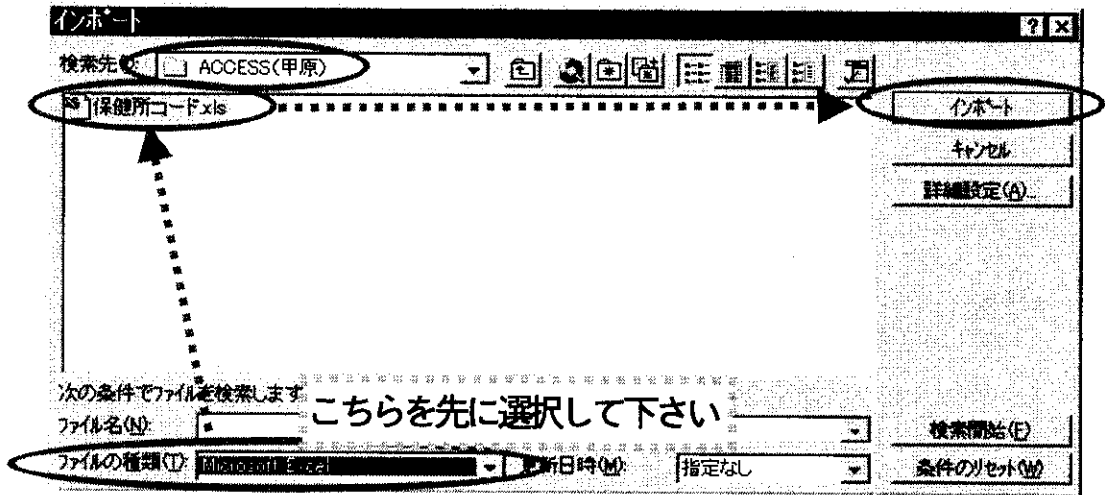 インポート
検索先(I): ACCESS(甲原)
保健所コード.xls
インポート
キャンセル
詳細設定(A)...
次の条件でファイルを検索します
こちらを先に選択して下さい
ファイル名(N):
検索開始(F)
ファイルの種類(T): Microsoft Excel
更新日時(M): 指定なし
条件のリセット(W)